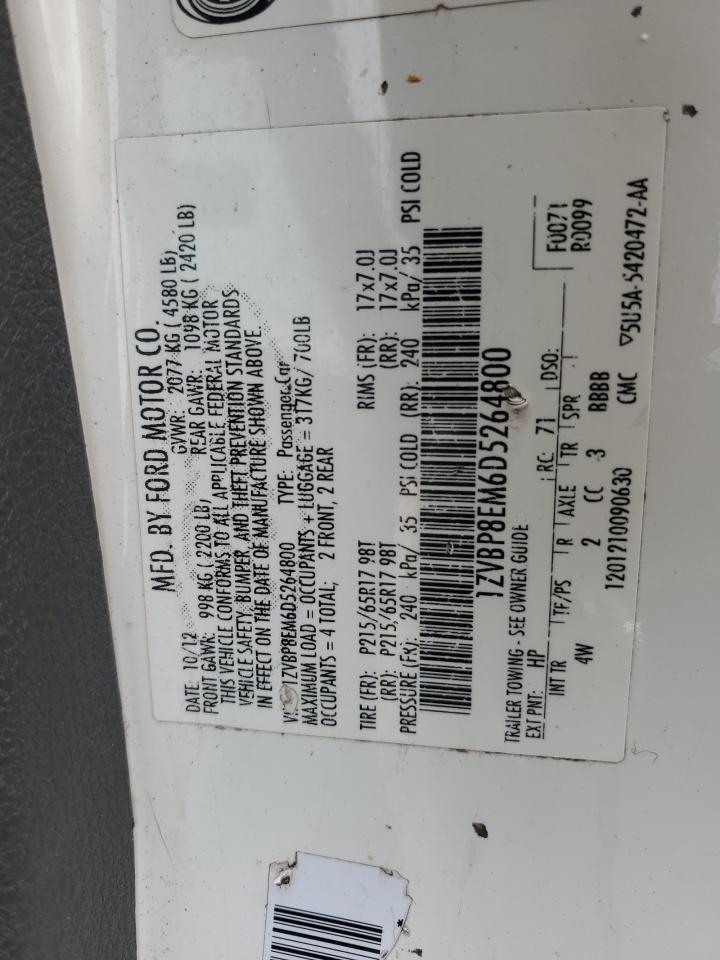 MFD. BY FORD MOTOR CO.
DATE: 10/12 GVWR: 2077 KG ( 4580 LB)
FRONT GAWR: 998 KG ( 2200 LB) REAR GAWR: 1098 KG ( 2420 LB)
THIS VEHICLE CONFORMS TO ALL APPLICABLE FEDERAL MOTOR
VEHICLE SAFETY, BUMPER, AND THEFT PREVENTION STANDARDS
IN EFFECT ON THE DATE OF MANUFACTURE SHOWN ABOVE.
1ZVBP8EM6D5264800 TYPE: Passenger Car
MAXIMUM LOAD = OCCUPANTS + LUGGAGE = 317KG/ 700LB
OCCUPANTS = 4 TOTAL; 2 FRONT, 2 REAR
TIRE (FR): P215/65R17 98T RIMS (FR): 17x7.0J
(RR): P215/65R17 98T (RR): 17x7.0J
PRESSURE (FR): 240 kPa/ 35 PSI COLD (RR): 240 kPa/ 35 PSI COLD
1ZVBP8EM6D5264800
TRAILER TOWING - SEE OWNER GUIDE
EXT PNT: HP RC: 71 DSO: F0071
R0099
INT TR TF/PS R AXLE TR SPR
4W 2 CC 3 BBBB
1201210090630 CMC ▽5U5A-5420472-AA